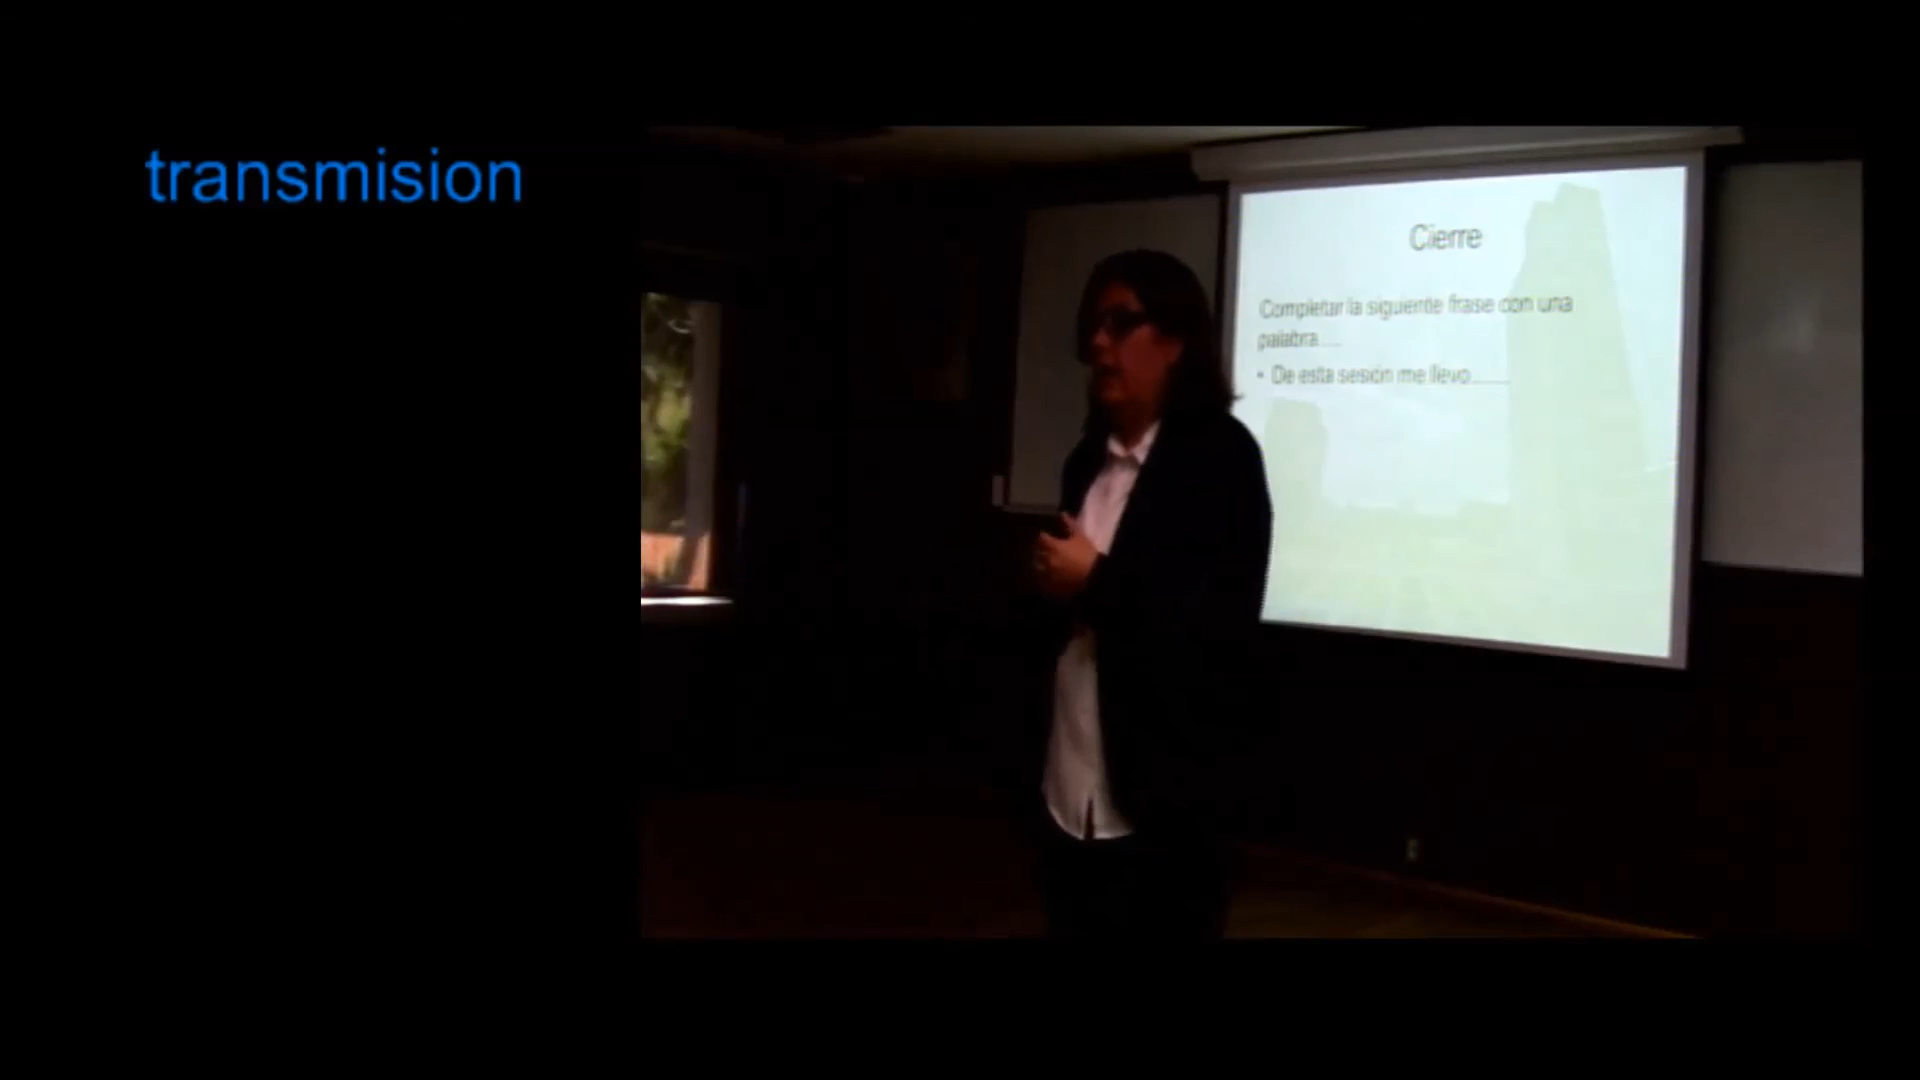 transmision
Cierre
Completar la siguiente frase con una
palabra.....
• De esta sesión me llevo.......